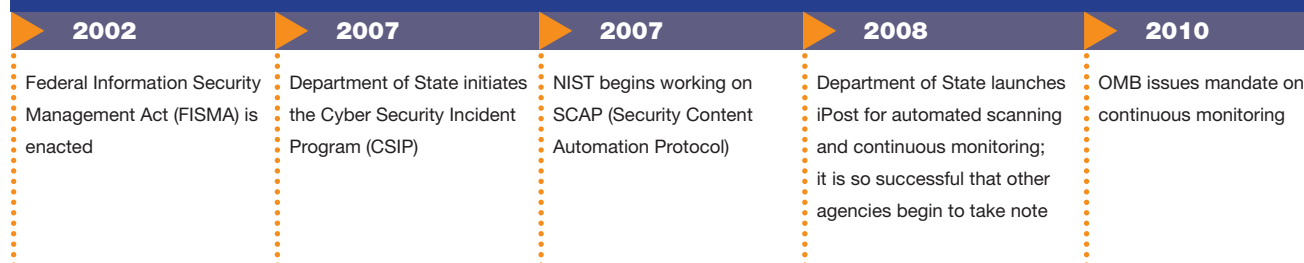 2002
Federal Information Security
Management Act (FISMA) is
enacted
2007
Department of State initiates
the Cyber Security Incident
Program (CSIP)
2007
NIST begins working on
SCAP (Security Content
Automation Protocol)
2008
Department of State launches
iPost for automated scanning
and continuous monitoring;
it is so successful that other
agencies begin to take note
2010
OMB issues mandate on
continuous monitoring